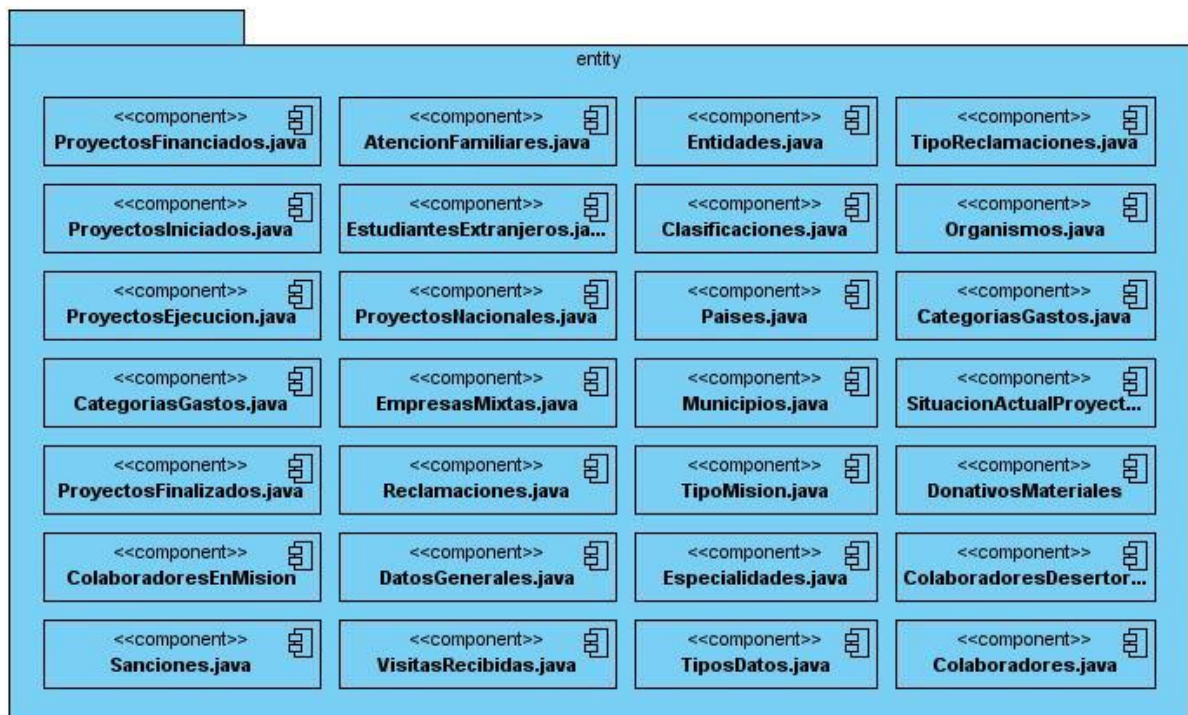 entity
<<component>>
ProyectosFinanciados.java
<<component>>
AtencionFamiliares.java
<<component>>
Entidades.java
<<component>>
TipoReclamaciones.java
<<component>>
ProyectosIniciados.java
<<component>>
EstudiantesExtranjeros.ja...
<<component>>
Clasificaciones.java
<<component>>
Organismos.java
<<component>>
ProyectosEjecucion.java
<<component>>
ProyectosNacionales.java
<<component>>
Paises.java
<<component>>
CategoriasGastos.java
<<component>>
CategoriasGastos.java
<<component>>
EmpresasMixtas.java
<<component>>
Municipios.java
<<component>>
SituacionActualProyect...
<<component>>
ProyectosFinalizados.java
<<component>>
Reclamaciones.java
<<component>>
TipoMision.java
<<component>>
DonativosMateriales
<<component>>
ColaboradoresEnMision
<<component>>
DatosGenerales.java
<<component>>
Especialidades.java
<<component>>
ColaboradoresDesertor...
<<component>>
Sanciones.java
<<component>>
VisitasRecibidas.java
<<component>>
TiposDatos.java
<<component>>
Colaboradores.java